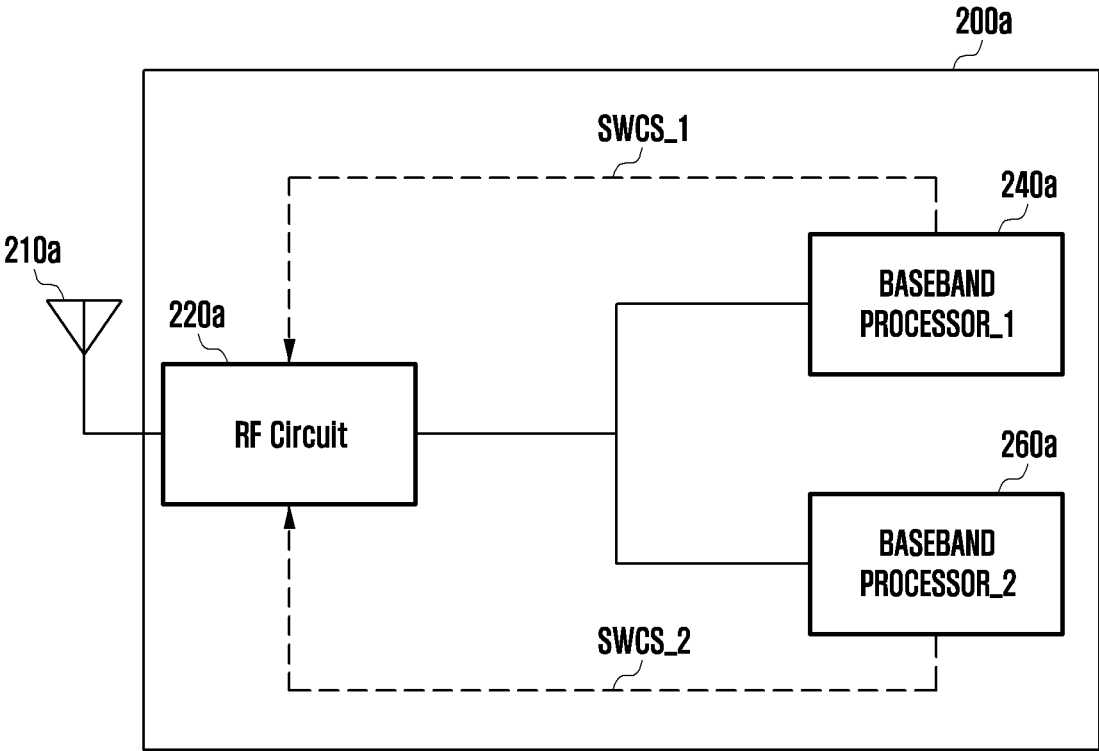 200a
SWCS_1
240a
210a
BASEBAND
PROCESSOR_1
220a
RF Circuit
260a
BASEBAND
PROCESSOR_2
SWCS_2